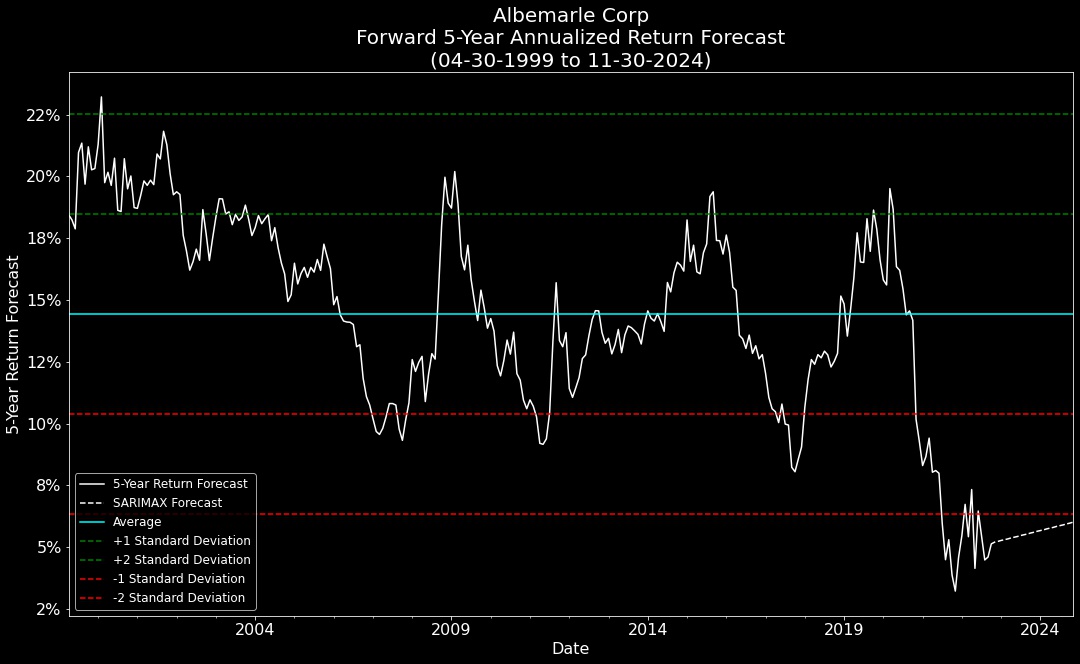 Albemarle Corp
Forward 5-Year Annualized Return Forecast
(04-30-1999 to 11-30-2024)
5-Year Return Forecast
22%
20%
18%
15%
12%
10%
8%
5%
2%
5-Year Return Forecast
SARIMAX Forecast
Average
+1 Standard Deviation
+2 Standard Deviation
-1 Standard Deviation
-2 Standard Deviation
2004
2009
2014
2019
2024
Date